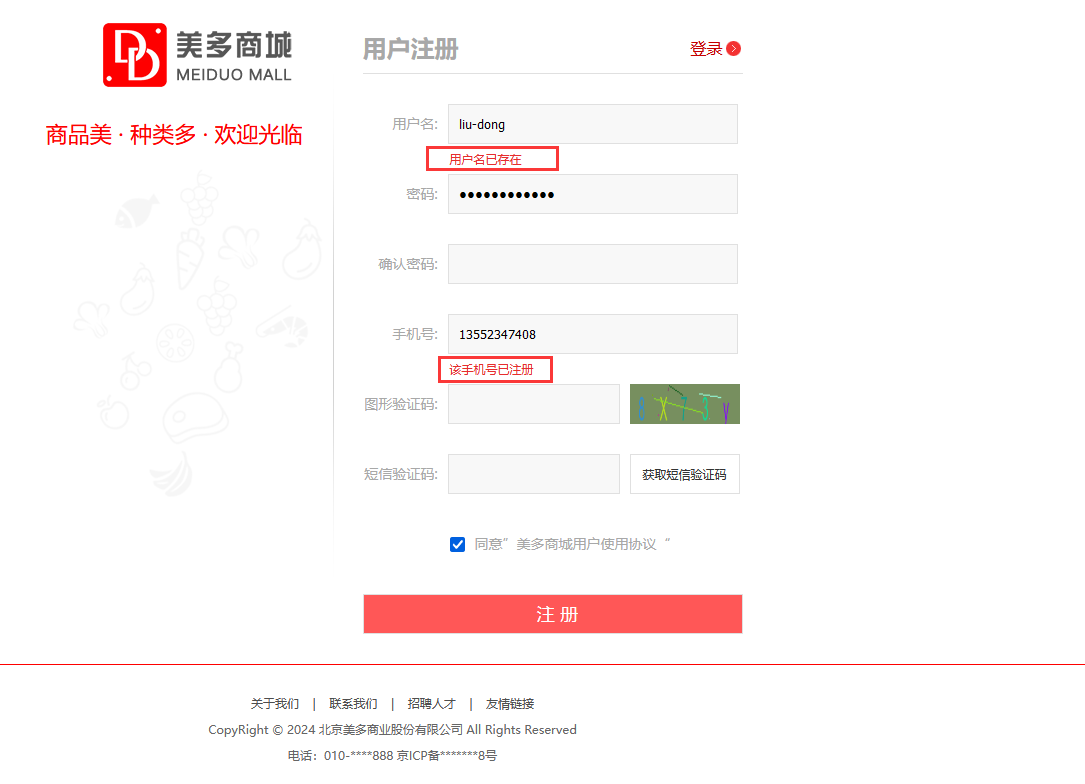 美多商城
MEIDUO MALL
商品美 · 种类多 · 欢迎光临
用户注册
登录
用户名:
liu-dong
用户名已存在
密码:
●●●●●●●●●●●●
确认密码:
手机号:
13552347408
该手机号已注册
图形验证码:
短信验证码:
获取短信验证码
同意”美多商城用户使用协议“
注 册
关于我们 | 联系我们 | 招聘人才 | 友情链接
CopyRight © 2024 北京美多商业股份有限公司 All Rights Reserved
电话：010-****888 京ICP备*******8号